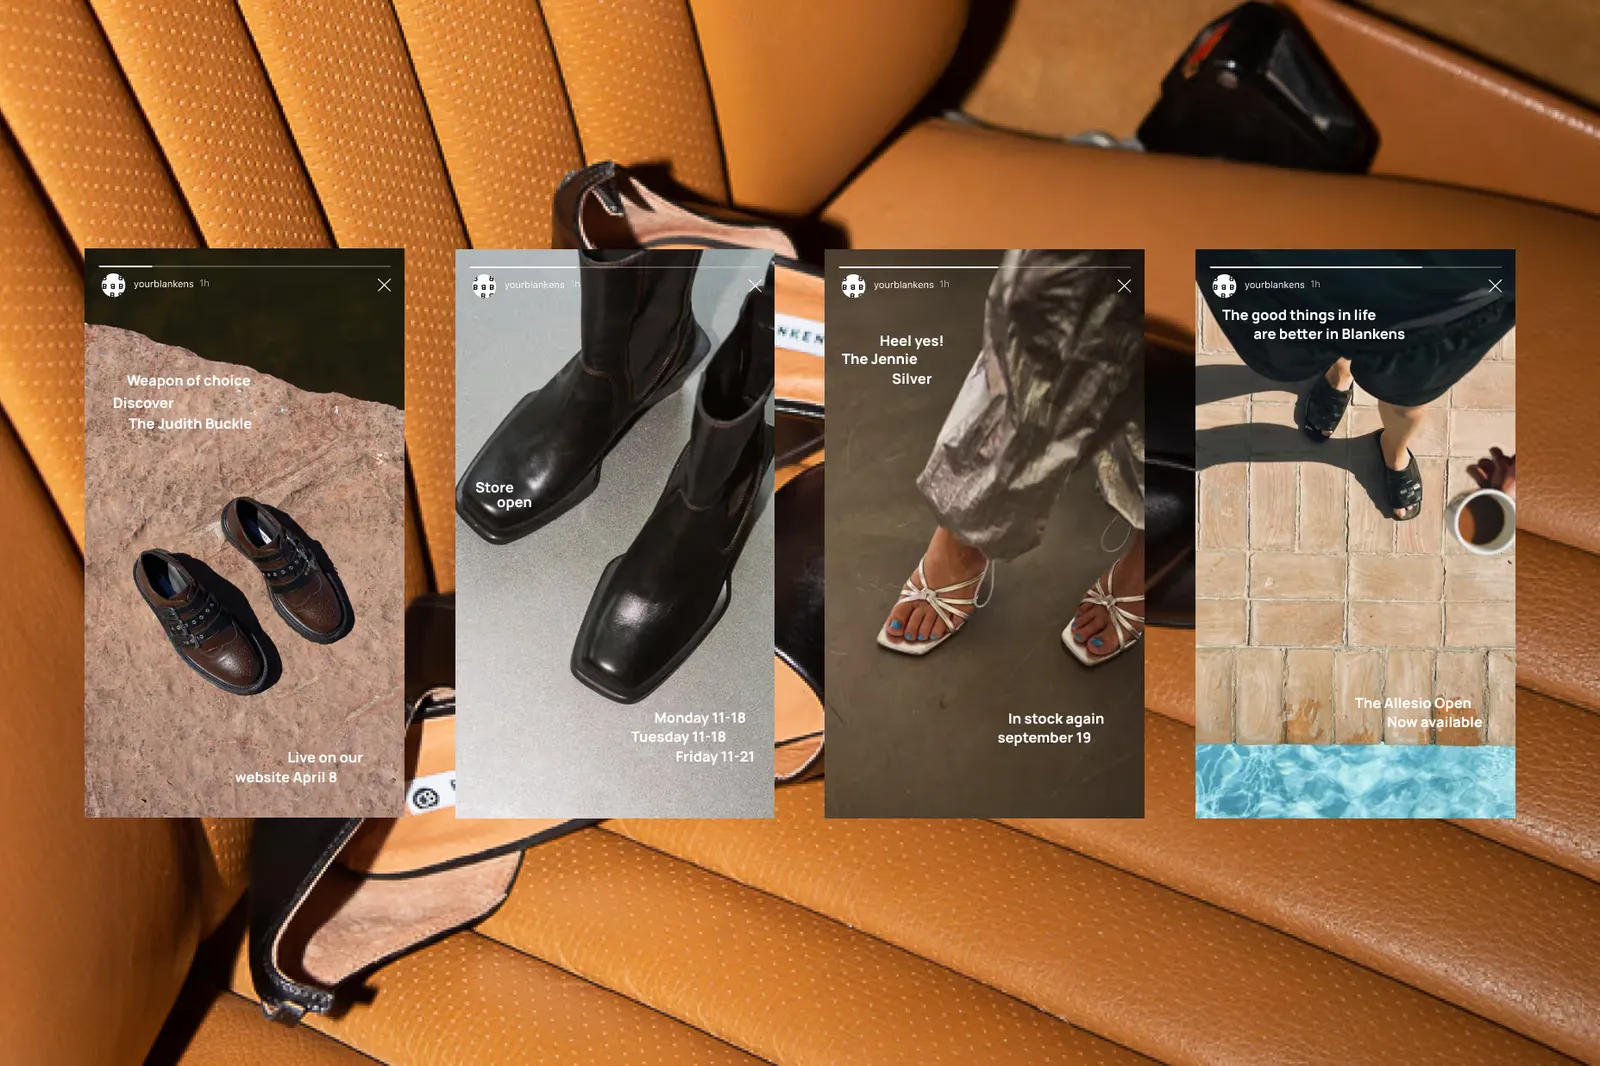 yourblankens 1h
Weapon of choice
Discover
The Judith Buckle
Live on our
website April 8
yourblankens 1h
Store
open
Monday 11-18
Tuesday 11-18
Friday 11-21
NKEN
yourblankens 1h
Heel yes!
The Jennie
Silver
In stock again
september 19
yourblankens 1h
The good things in life
are better in Blankens
The Allesio Open
Now available